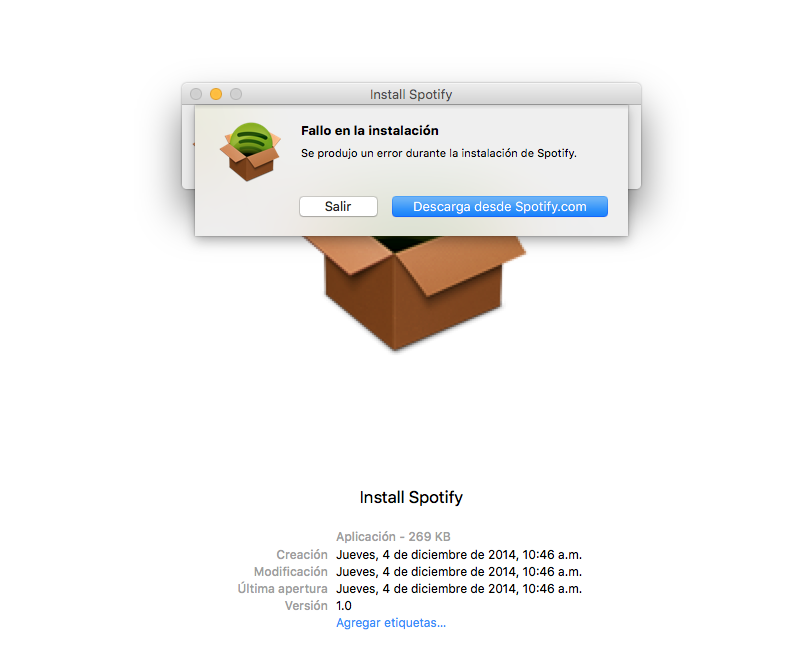 Install Spotify
Fallo en la instalación
Se produjo un error durante la instalación de Spotify.
Salir
Descarga desde Spotify.com
Install Spotify
Aplicación - 269 KB
Creación Jueves, 4 de diciembre de 2014, 10:46 a.m.
Modificación Jueves, 4 de diciembre de 2014, 10:46 a.m.
Última apertura Jueves, 4 de diciembre de 2014, 10:46 a.m.
Versión 1.0
Agregar etiquetas...